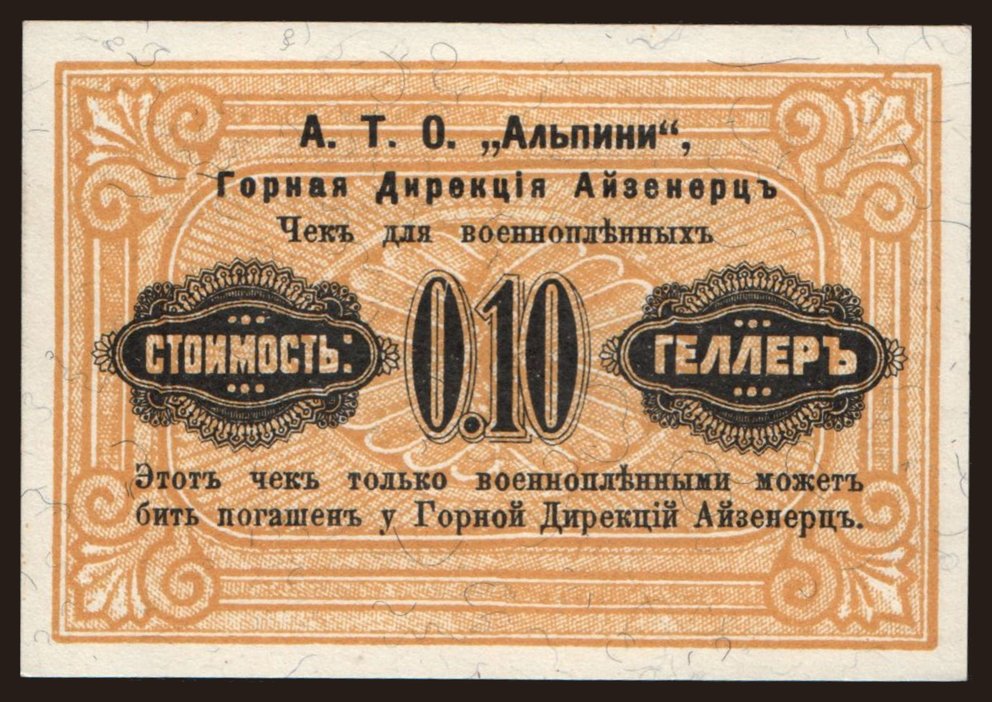 А. Т. О. „Альпини“,
Горная Дирекція Айзенерцъ
Чекъ для военноплѣнныхъ
СТОИМОСТЬ: 0.10 ГЕЛЛЕРЪ
Этотъ чекъ только военноплѣнными можетъ
бить погашенъ у Горной Дирекцій Айзенерцъ.